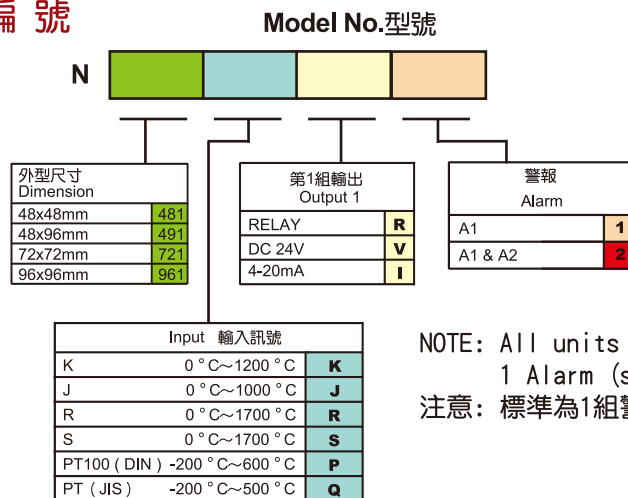 編 號
Model No.型號
N
外型尺寸
Dimension
48x48mm 481
48x96mm 491
72x72mm 721
96x96mm 961
第1組輸出
Output 1
RELAY R
DC 24V V
4-20mA I
警報
Alarm
A1 1
A1 & A2 2
Input 輸入訊號
K 0°C~1200°C K
J 0°C~1000°C J
R 0°C~1700°C R
S 0°C~1700°C S
PT100 ( DIN ) -200°C~600°C P
PT ( JIS ) -200°C~500°C Q
NOTE: All units
1 Alarm (s
注意: 標準為1組